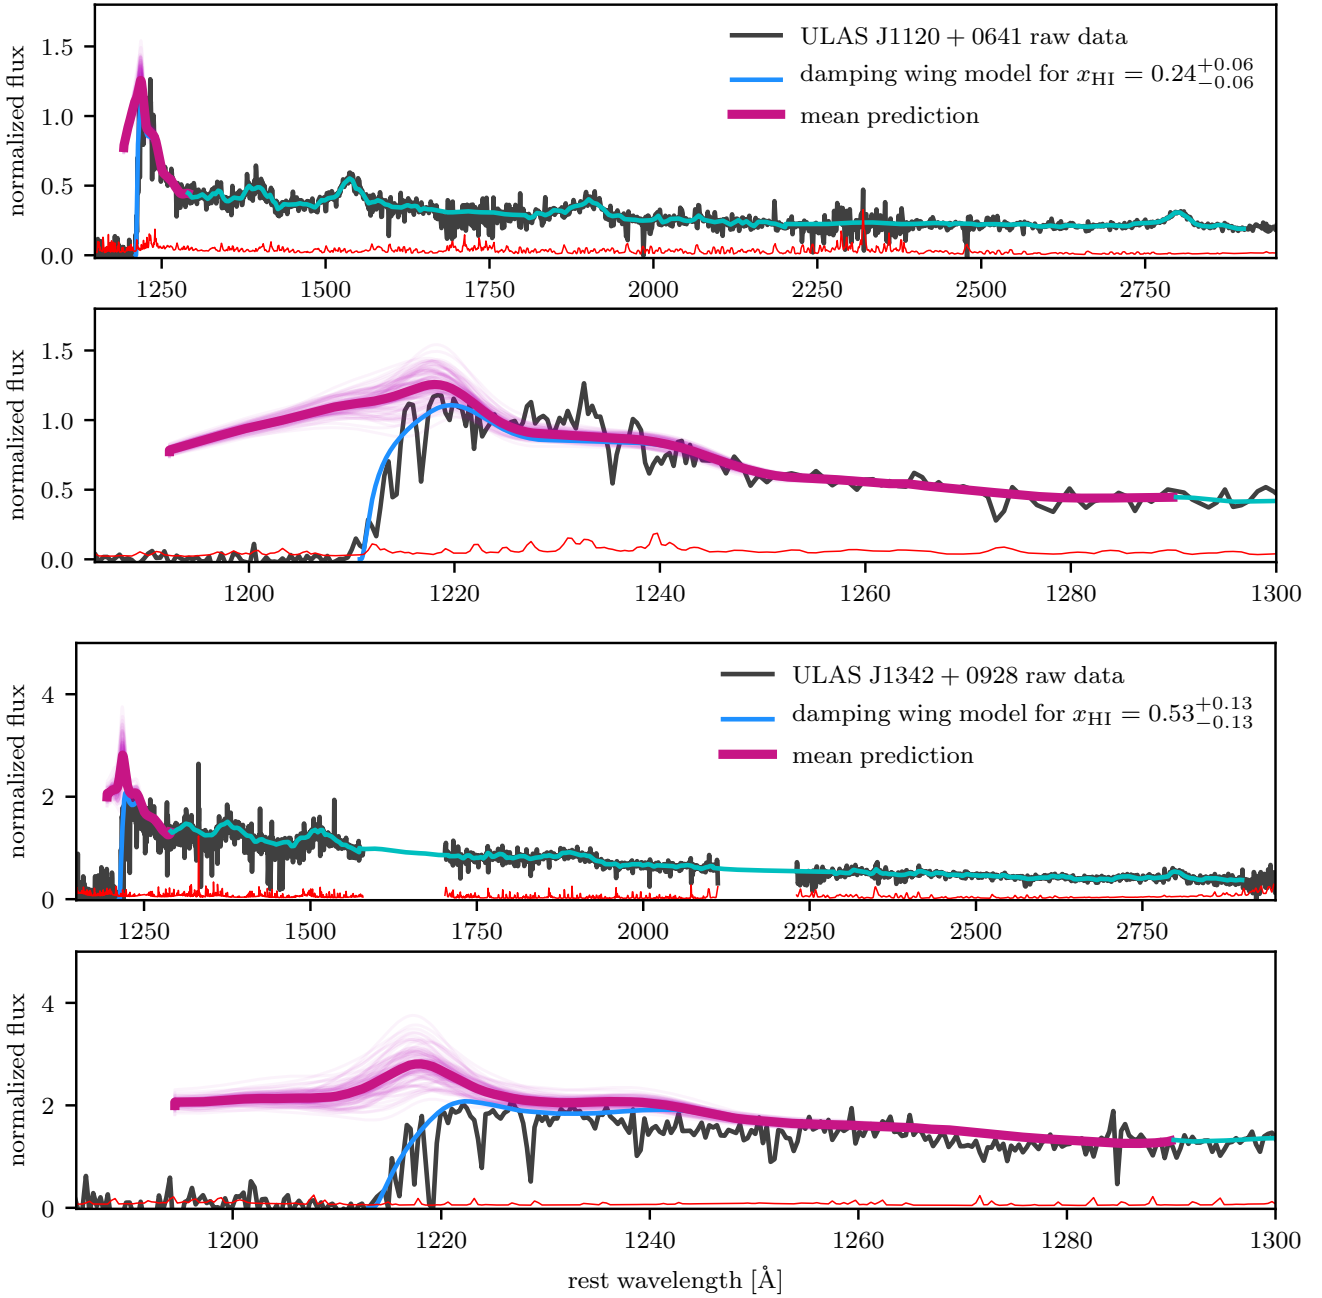 normalized flux
1.5
1.0
0.5
0.0
ULAS J1120 + 0641 raw data
damping wing model for x_HI = 0.24^{+0.06}_{−0.06}
mean prediction
1250 1500 1750 2000 2250 2500 2750
normalized flux
1.5
1.0
0.5
0.0
1200 1220 1240 1260 1280 1300
normalized flux
4
2
0
ULAS J1342 + 0928 raw data
damping wing model for x_HI = 0.53^{+0.13}_{−0.13}
mean prediction
1250 1500 1750 2000 2250 2500 2750
normalized flux
4
2
0
1200 1220 1240 1260 1280 1300
rest wavelength [Å]